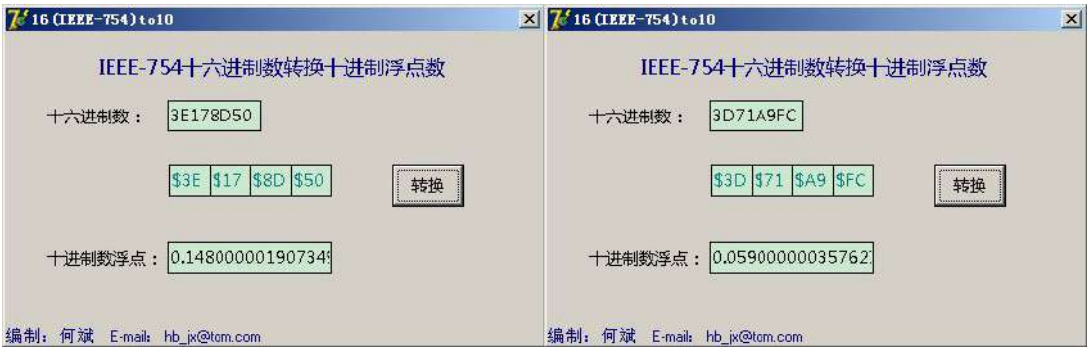 16(IEEE-754)to10
IEEE-754十六进制数转换十进制浮点数
十六进制数： 3E178D50
$3E $17 $8D $50 转换
十进制数浮点： 0.148000001907349
编制：何斌 E-mail: hb_jx@tom.com
16(IEEE-754)to10
IEEE-754十六进制数转换十进制浮点数
十六进制数： 3D71A9FC
$3D $71 $A9 $FC 转换
十进制数浮点： 0.05900000035762
编制：何斌 E-mail: hb_jx@tom.com